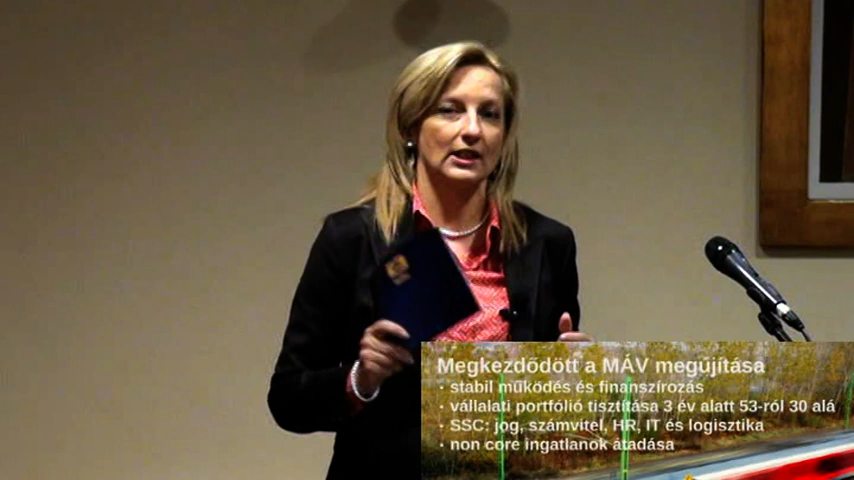 Megkezdődött a MÁV megújítása
· stabil működés és finanszírozás
· vállalati portfólió tisztítása 3 év alatt 53-ról 30 alá
· SSC: jog, számvitel, HR, IT és logisztika
· non core ingatlanok átadása